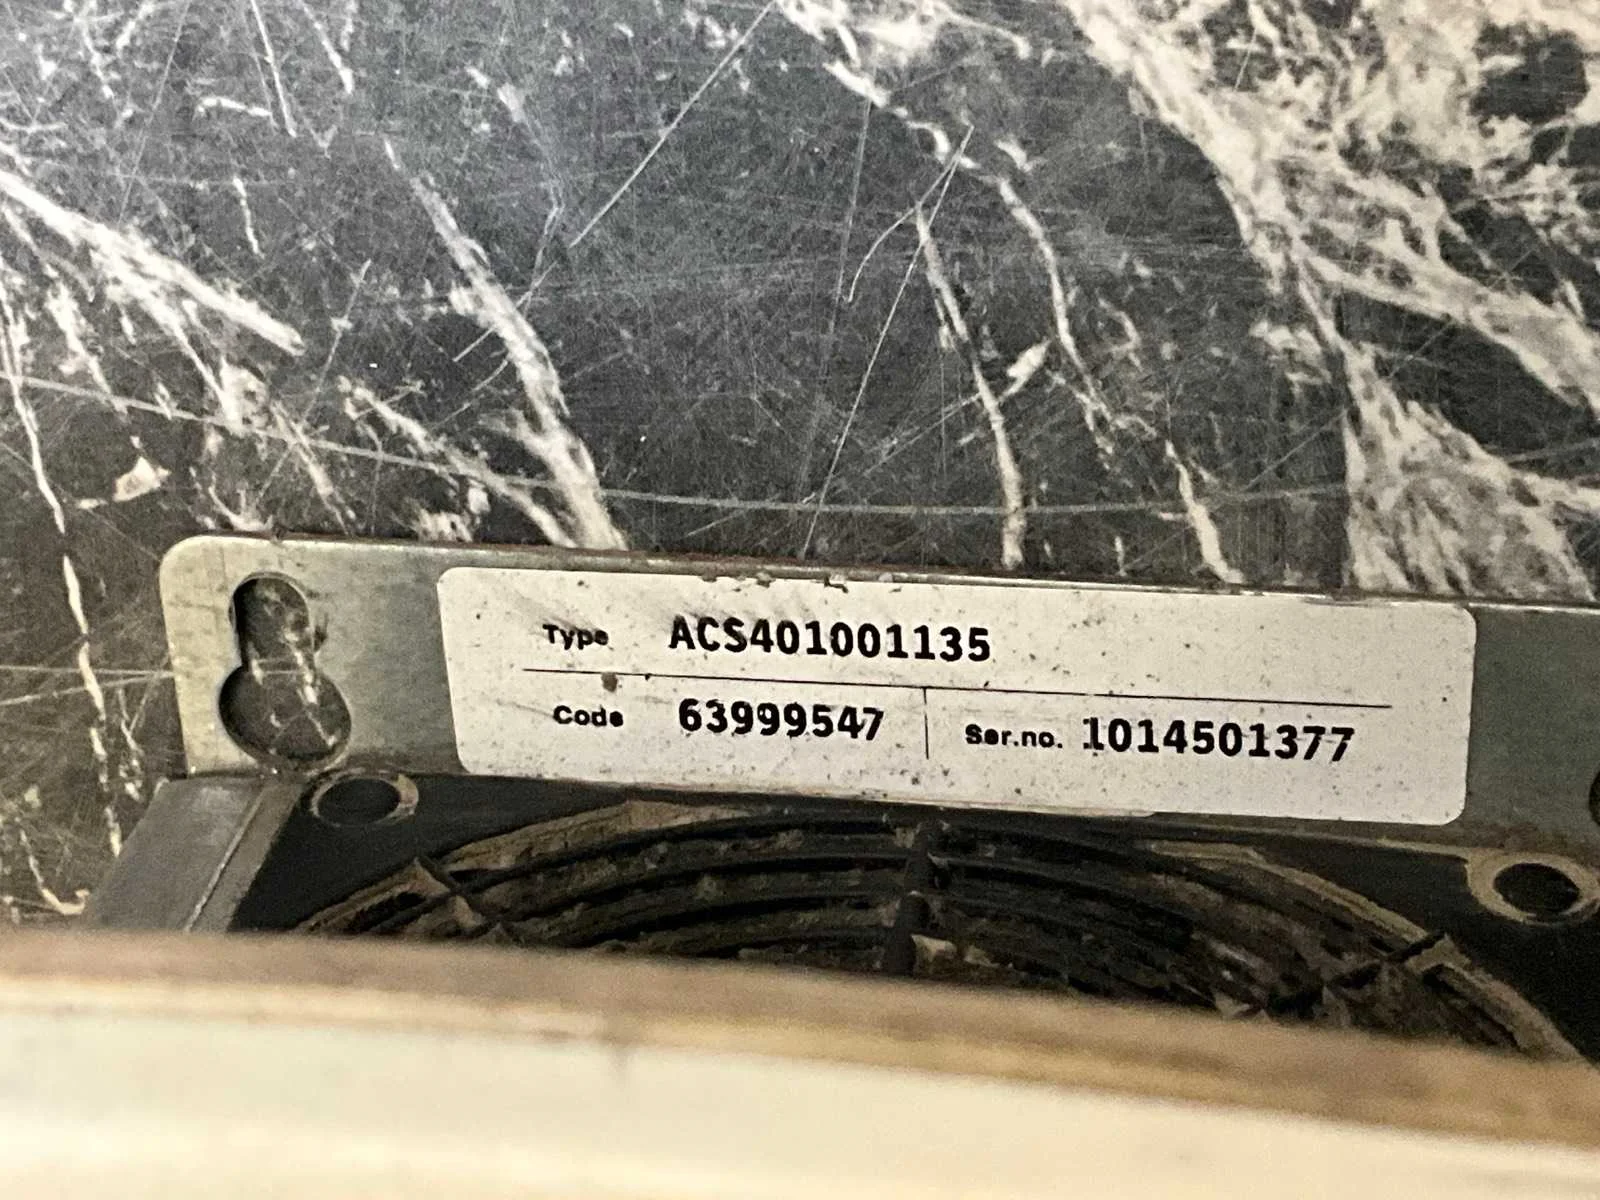 Type ACS401001135
Code 63999547 Ser.no. 1014501377